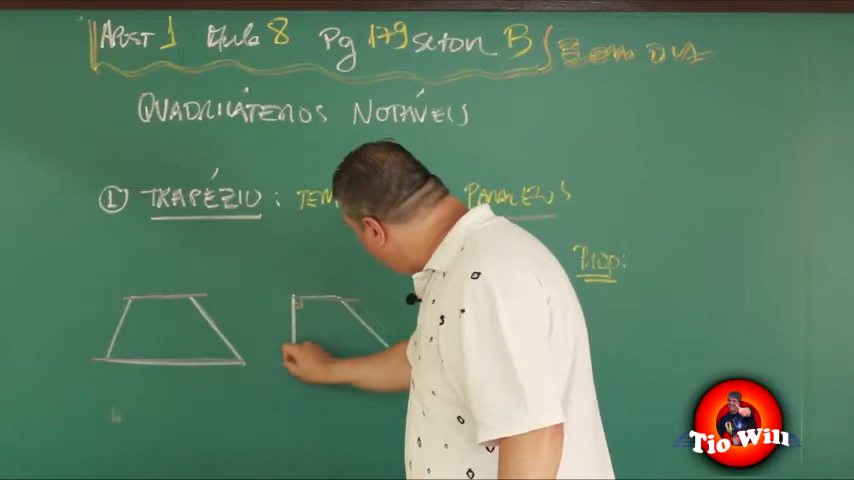 APOST 1 Aula 8 Pg 179 setor B
QUADRILÁTEROS NOTÁVEIS
① TRAPÉZIO: TEM PARALELOS
Prop:
Tio Will